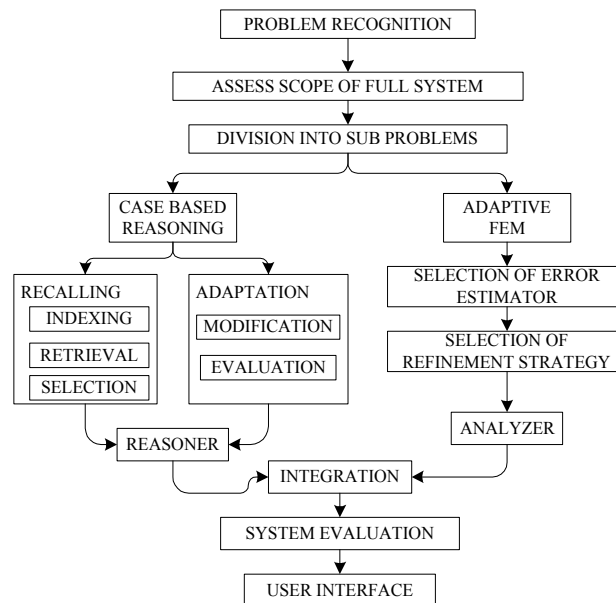 PROBLEM RECOGNITION
ASSESS SCOPE OF FULL SYSTEM
DIVISION INTO SUB PROBLEMS
CASE BASED
REASONING
ADAPTIVE
FEM
RECALLING
INDEXING
RETRIEVAL
SELECTION
ADAPTATION
MODIFICATION
EVALUATION
SELECTION OF ERROR
ESTIMATOR
SELECTION OF
REFINEMENT STRATEGY
REASONER
ANALYZER
INTEGRATION
SYSTEM EVALUATION
USER INTERFACE